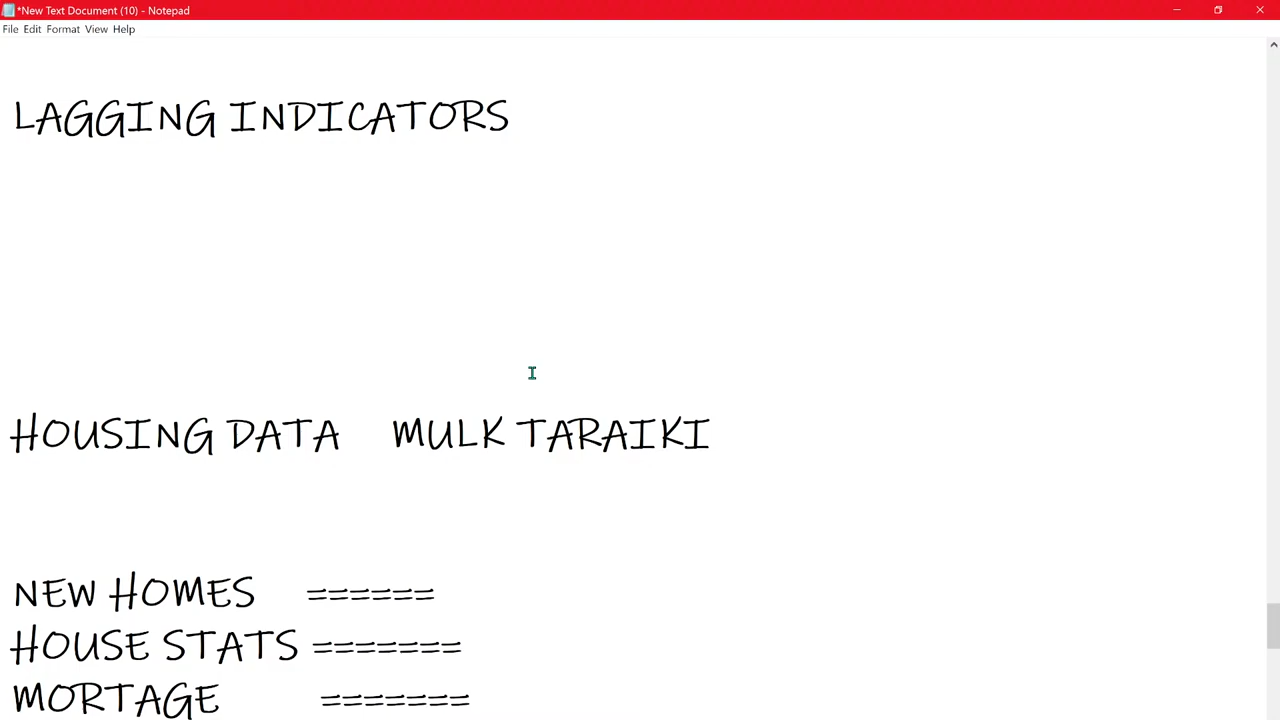 *New Text Document (10) - Notepad
File Edit Format View Help
LAGGING INDICATORS
HOUSING DATA MULK TARAIKI
NEW HOMES ======
HOUSE STATS =======
MORTAGE =======